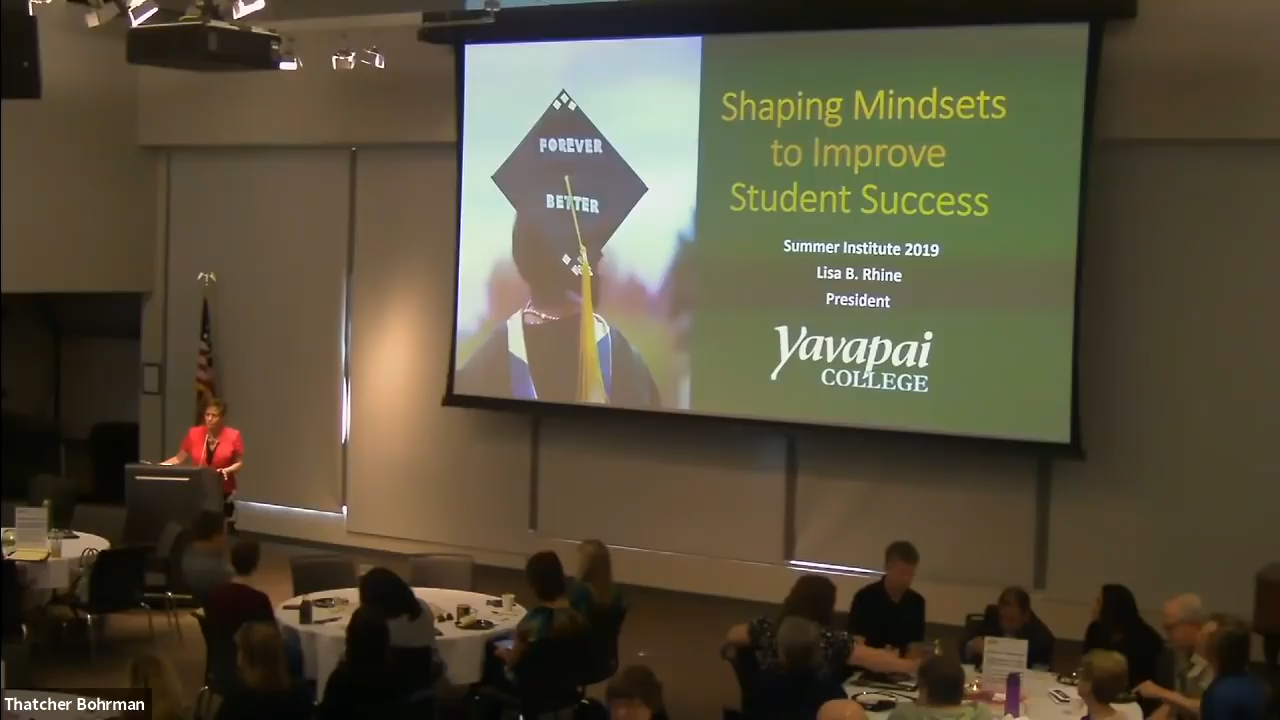 FOREVER
BETTER
Shaping Mindsets
to Improve
Student Success
Summer Institute 2019
Lisa B. Rhine
President
Yavapai
COLLEGE
Thatcher Bohrman